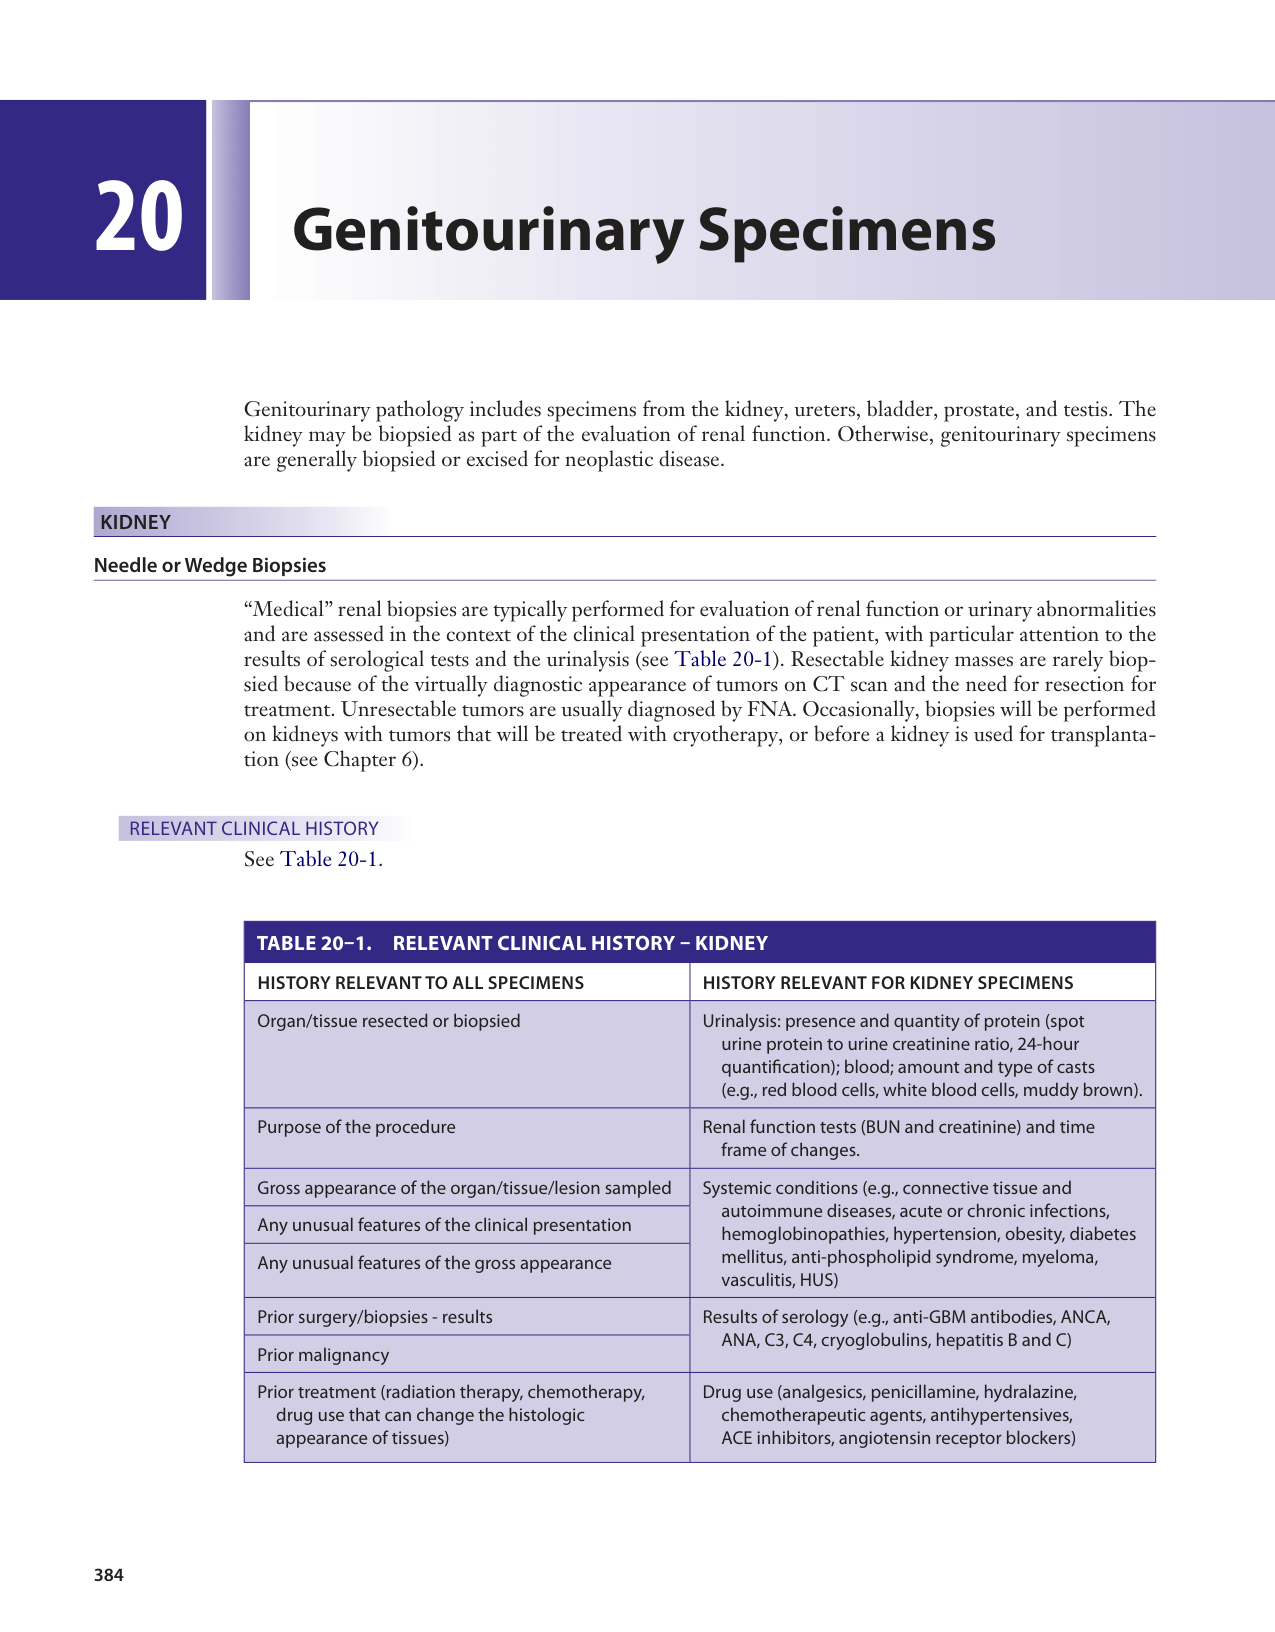 20
Genitourinary Specimens
Genitourinary pathology includes specimens from the kidney, ureters, bladder, prostate, and testis. The
kidney may be biopsied as part of the evaluation of renal function. Otherwise, genitourinary specimens
are generally biopsied or excised for neoplastic disease.
KIDNEY
Needle or Wedge Biopsies
“Medical” renal biopsies are typically performed for evaluation of renal function or urinary abnormalities
and are assessed in the context of the clinical presentation of the patient, with particular attention to the
results of serological tests and the urinalysis (see Table 20-1). Resectable kidney masses are rarely biop-
sied because of the virtually diagnostic appearance of tumors on CT scan and the need for resection for
treatment. Unresectable tumors are usually diagnosed by FNA. Occasionally, biopsies will be performed
on kidneys with tumors that will be treated with cryotherapy, or before a kidney is used for transplanta-
tion (see Chapter 6).
RELEVANT CLINICAL HISTORY
See Table 20-1.
TABLE 20–1. RELEVANT CLINICAL HISTORY – KIDNEY
HISTORY RELEVANT TO ALL SPECIMENS
HISTORY RELEVANT FOR KIDNEY SPECIMENS
Organ/tissue resected or biopsied
Urinalysis: presence and quantity of protein (spot
urine protein to urine creatinine ratio, 24-hour
quantification); blood; amount and type of casts
(e.g., red blood cells, white blood cells, muddy brown).
Purpose of the procedure
Renal function tests (BUN and creatinine) and time
frame of changes.
Gross appearance of the organ/tissue/lesion sampled
Any unusual features of the clinical presentation
Any unusual features of the gross appearance
Systemic conditions (e.g., connective tissue and
autoimmune diseases, acute or chronic infections,
hemoglobinopathies, hypertension, obesity, diabetes
mellitus, anti-phospholipid syndrome, myeloma,
vasculitis, HUS)
Prior surgery/biopsies - results
Prior malignancy
Results of serology (e.g., anti-GBM antibodies, ANCA,
ANA, C3, C4, cryoglobulins, hepatitis B and C)
Prior treatment (radiation therapy, chemotherapy,
drug use that can change the histologic
appearance of tissues)
Drug use (analgesics, penicillamine, hydralazine,
chemotherapeutic agents, antihypertensives,
ACE inhibitors, angiotensin receptor blockers)
384